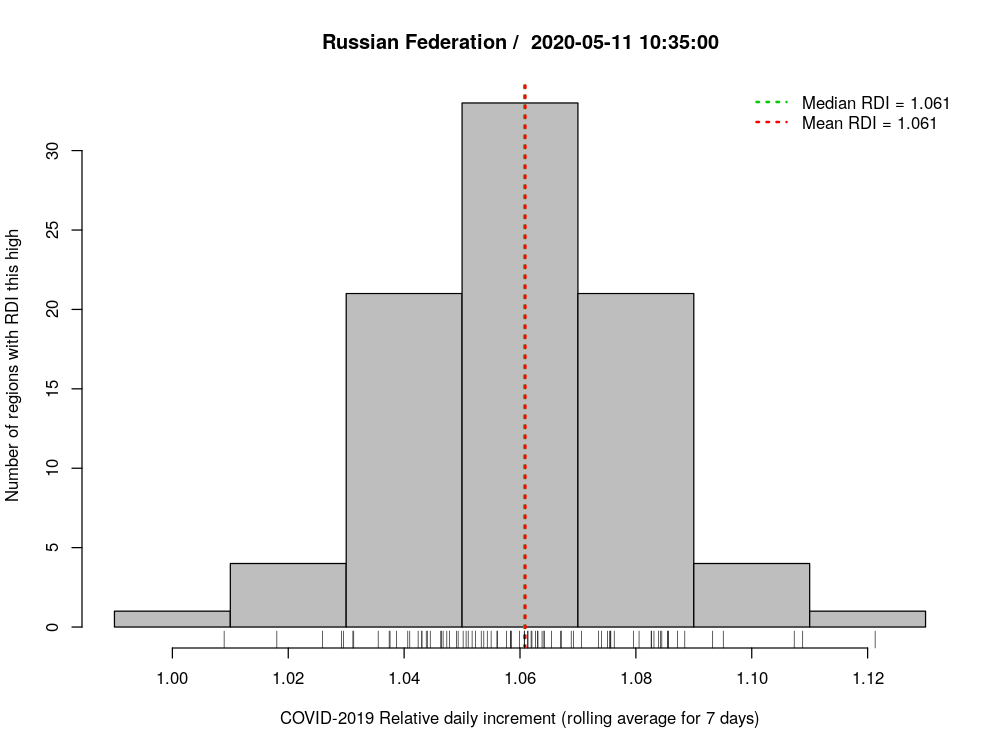 Russian Federation /  2020-05-11 10:35:00
Median RDI = 1.061
Mean RDI = 1.061
Number of regions with RDI this high
30
25
20
15
10
5
0
1.00 1.02 1.04 1.06 1.08 1.10 1.12
COVID-2019 Relative daily increment (rolling average for 7 days)